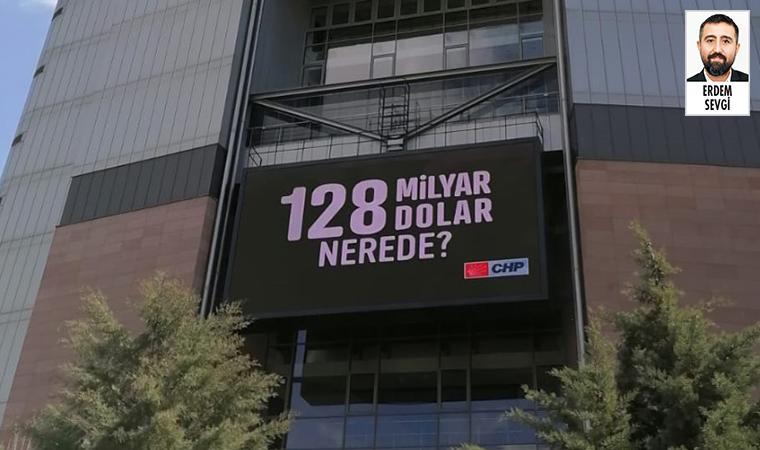 128 MİLYAR
DOLAR
NEREDE?
CHP
ERDEM
SEVGİ